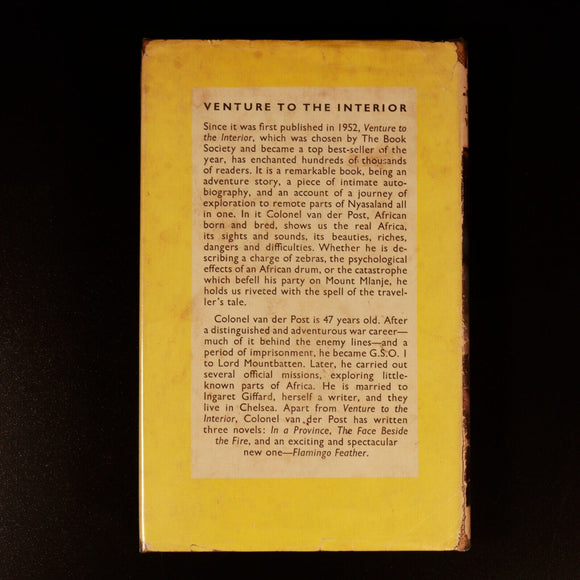 VENTURE TO THE INTERIOR
Since it was first published in 1952, Venture to
the Interior, which was chosen by The Book
Society and became a top best-seller of the
year, has enchanted hundreds of thousands
of readers. It is a remarkable book, being an
adventure story, a piece of intimate auto-
biography, and an account of a journey of
exploration to remote parts of Nyasaland all
in one. In it Colonel van der Post, African
born and bred, shows us the real Africa,
its sights and sounds, its beauties, riches,
dangers and difficulties. Whether he is de-
scribing a charge of zebras, the psychological
effects of an African drum, or the catastrophe
which befell his party on Mount Mlanje, he
holds us riveted with the spell of the travel-
ler's tale.
Colonel van der Post is 47 years old. After
a distinguished and adventurous war career—
much of it behind the enemy lines—and a
period of imprisonment, he became G.S.O. 1
to Lord Mountbatten. Later, he carried out
several official missions, exploring little-
known parts of Africa. He is married to
Ingaret Giffard, herself a writer, and they
live in Chelsea. Apart from Venture to the
Interior, Colonel van der Post has written
three novels: In a Province, The Face Beside
the Fire, and an exciting and spectacular
new one—Flamingo Feather.